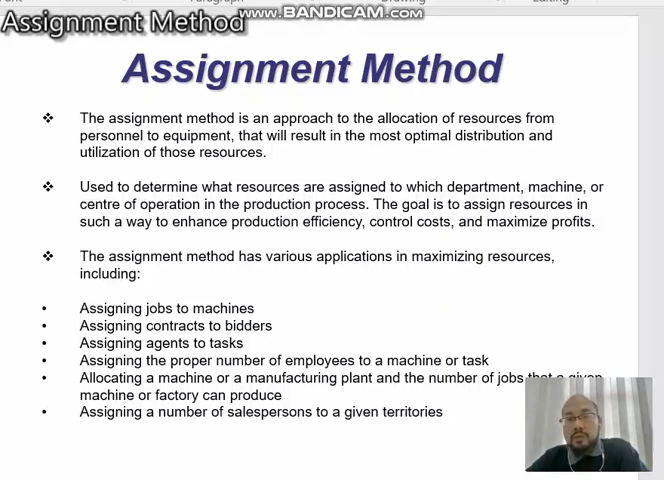 Assignment Method
www.BANDICAM.com
Assignment Method
The assignment method is an approach to the allocation of resources from
personnel to equipment, that will result in the most optimal distribution and
utilization of those resources.
Used to determine what resources are assigned to which department, machine, or
centre of operation in the production process. The goal is to assign resources in
such a way to enhance production efficiency, control costs, and maximize profits.
The assignment method has various applications in maximizing resources,
including:
Assigning jobs to machines
Assigning contracts to bidders
Assigning agents to tasks
Assigning the proper number of employees to a machine or task
Allocating a machine or a manufacturing plant and the number of jobs that a given
machine or factory can produce
Assigning a number of salespersons to a given territories